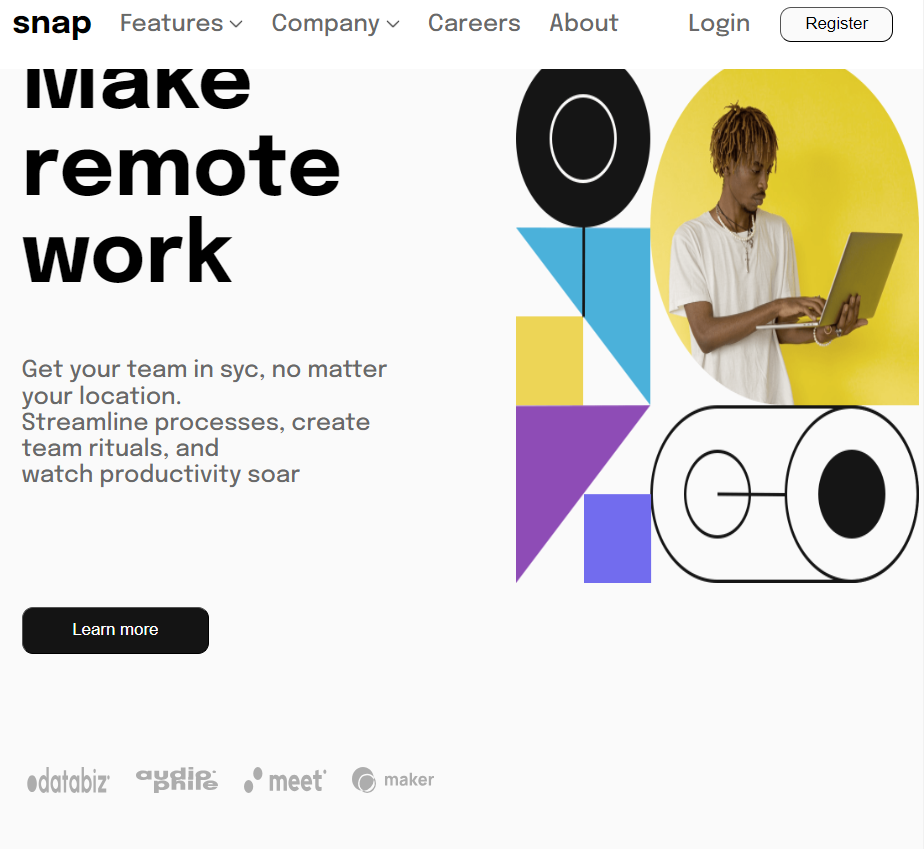 snap Features Company Careers About Login Register
Make
remote
work
Get your team in syc, no matter
your location.
Streamline processes, create
team rituals, and
watch productivity soar
Learn more
databiz audiophile meet maker